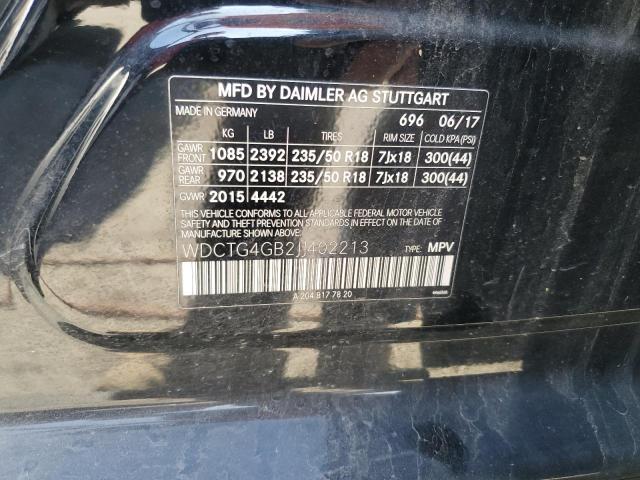 MFD BY DAIMLER AG STUTTGART
MADE IN GERMANY
696 06/17
KG LB TIRES RIM SIZE COLD KPA(PSI)
GAWR FRONT 1085 2392 235/50 R18 7Jx18 300(44)
GAWR REAR 970 2138 235/50 R18 7Jx18 300(44)
GVWR 2015 4442
THIS VEHICLE CONFORMS TO ALL APPLICABLE FEDERAL MOTOR VEHICLE
SAFETY, BUMPER, AND THEFT PREVENTION STANDARDS IN EFFECT ON THE DATE OF
MANUFACTURE SHOWN ABOVE.
WDCTG4GB2JJ402213 TYPE: MPV
A 204 817 78 20